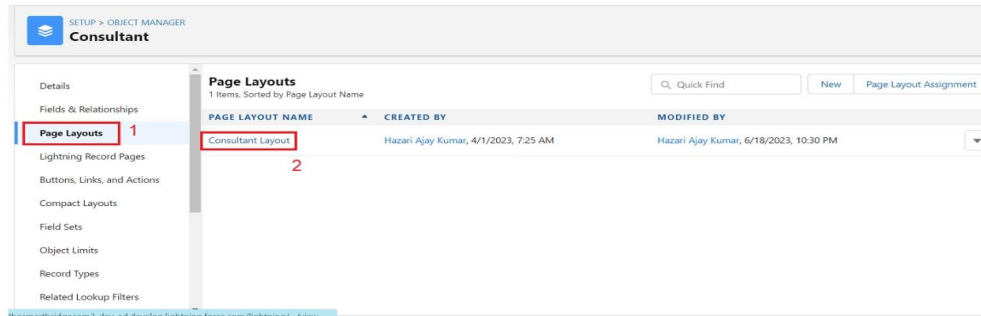 SETUP > OBJECT MANAGER
Consultant
Details
Fields & Relationships
Page Layouts 1
Lightning Record Pages
Buttons, Links, and Actions
Compact Layouts
Field Sets
Object Limits
Record Types
Related Lookup Filters
Page Layouts
1 Items, Sorted by Page Layout Name
Quick Find
New Page Layout Assignment
PAGE LAYOUT NAME CREATED BY MODIFIED BY
Consultant Layout Hazari Ajay Kumar, 4/1/2023, 7:25 AM Hazari Ajay Kumar, 6/18/2023, 10:30 PM
2